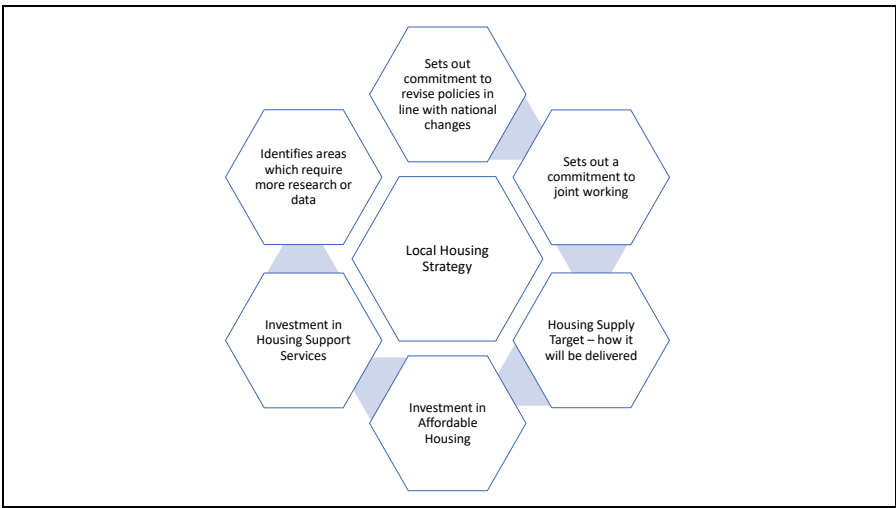 Sets out
commitment to
revise policies in
line with national
changes
Sets out a
commitment to
joint working
Housing Supply
Target – how it
will be delivered
Investment in
Affordable
Housing
Investment in
Housing Support
Services
Identifies areas
which require
more research or
data
Local Housing
Strategy